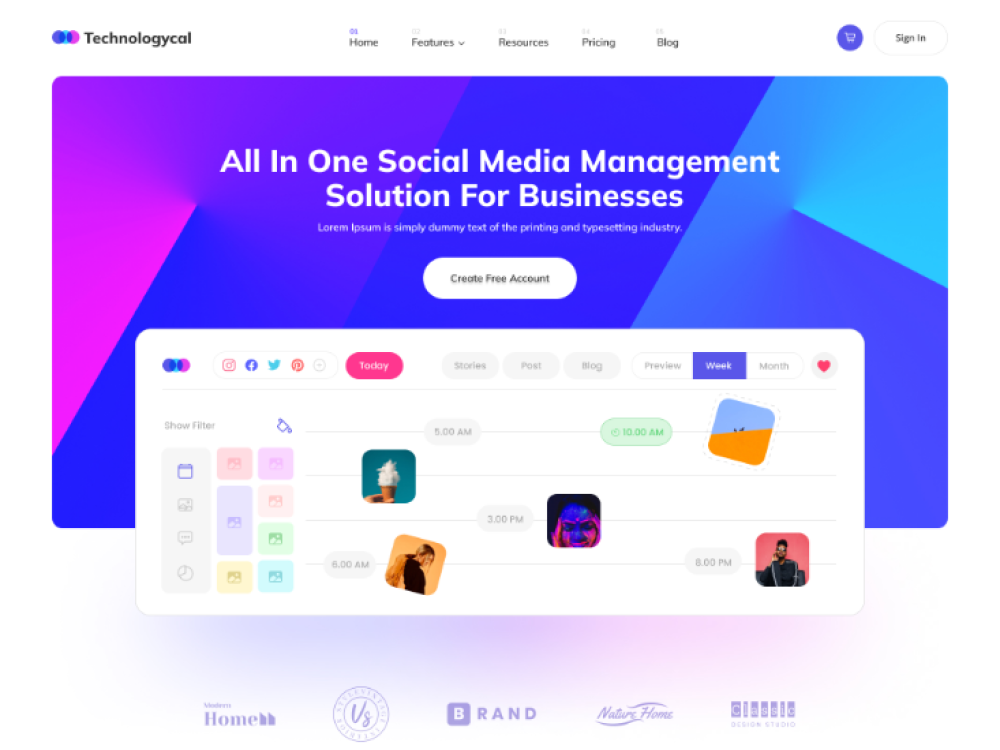 Technologycal
01
Home
02
Features
03
Resources
04
Pricing
05
Blog
Sign In
All In One Social Media Management
Solution For Businesses
Lorem Ipsum is simply dummy text of the printing and typesetting industry.
Create Free Account
Today
Stories
Post
Blog
Preview
Week
Month
Show Filter
5.00 AM
10.00 AM
3.00 PM
6.00 AM
8.00 PM
Modern
Home
Vs
BRAND
Nature Home
Classic
DESIGN STUDIO